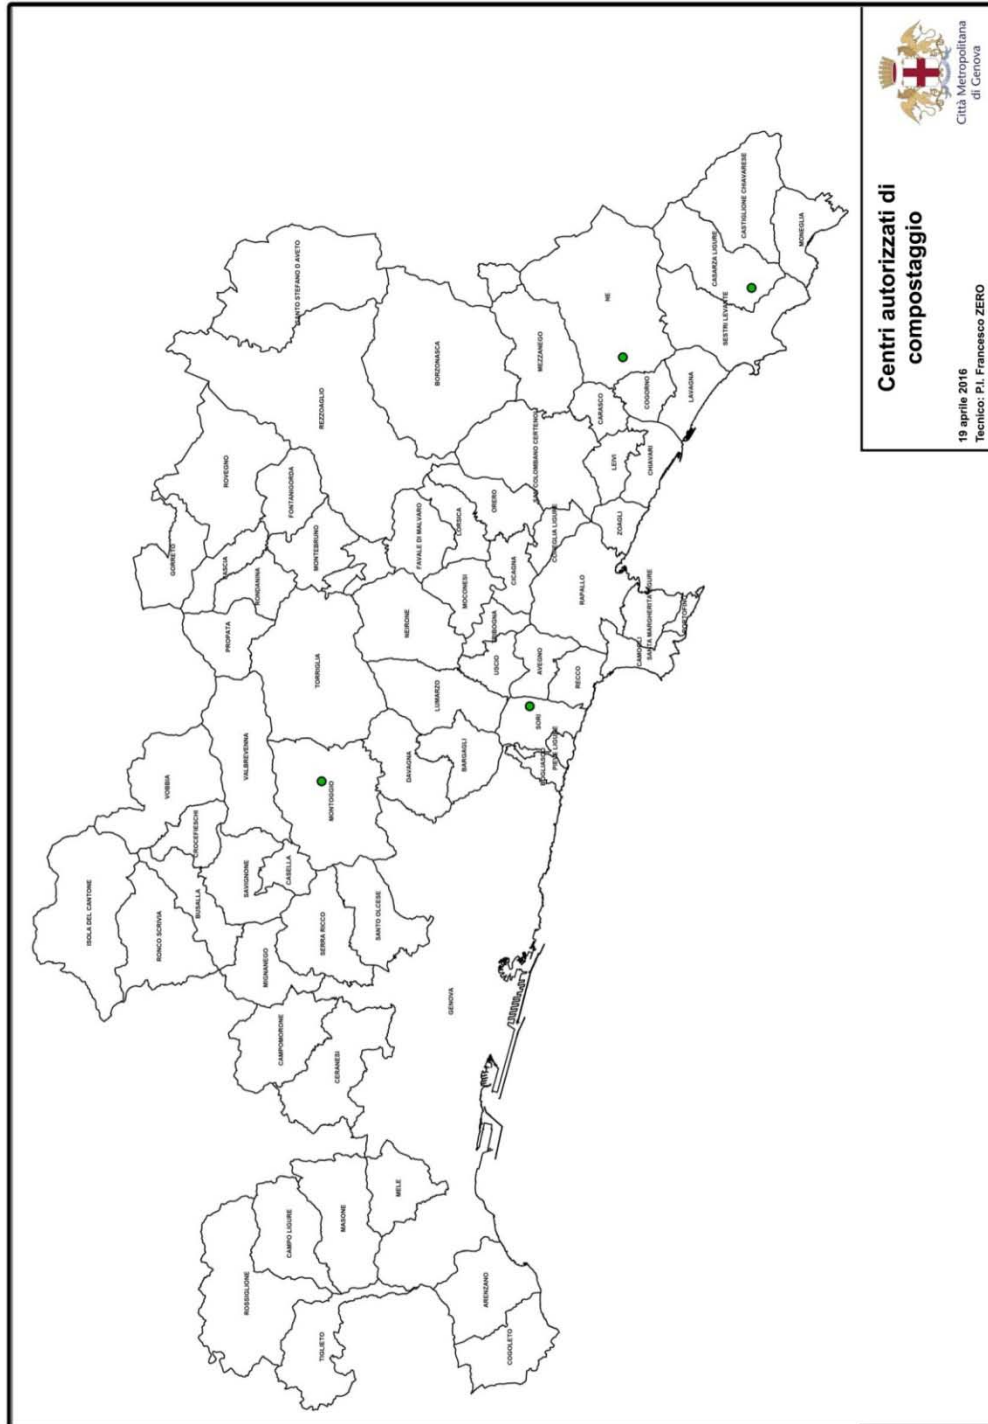 ISOLA DEL CANTONE
RONCO SCRIVIA
VOBBIA
GORRETO
BUSALLA
CROCEFIESCHI
ROVEGNO
FASCIA
PROPATA
ROSSIGLIONE
SAVIGNONE
VALBREVENNA
RONDANINA
MIGNANEGO
CAMPOMORONE
CASELLA
FONTANIGORDA
CAMPO LIGURE
SANTO STEFANO D AVETO
MONTEBRUNO
TORRIGLIA
REZZOAGLIO
TIGLIETO
SERRA RICCO
MONTOGGIO
CERANESI
MASONE
SANTO OLCESE
MELE
DAVAGNA
NEIRONE
FAVALE DI MALVARO
LUMARZO
BORZONASCA
GENOVA
LORSICA
BARGAGLI
MOCONESI
ARENZANO
TRIBOGNA
USCIO
ORERO
COGOLETO
CICAGNA
SORI
AVEGNO
SAN COLOMBANO CERTENOLI
MEZZANEGO
BOGLIASCO
PIEVE LIGURE
COREGLIA LIGURE
RECCO
RAPALLO
CARASCO
NE
LEIVI
ZOAGLI
CAMOGLI
SANTA MARGHERITA LIGURE
COGORNO
CHIAVARI
PORTOFINO
LAVAGNA
CASARZA LIGURE
SESTRI LEVANTE
CASTIGLIONE CHIAVARESE
MONEGLIA
Centri autorizzati di
compostaggio
19 aprile 2016
Tecnico: P.I. Francesco ZERO
Città Metropolitana
di Genova